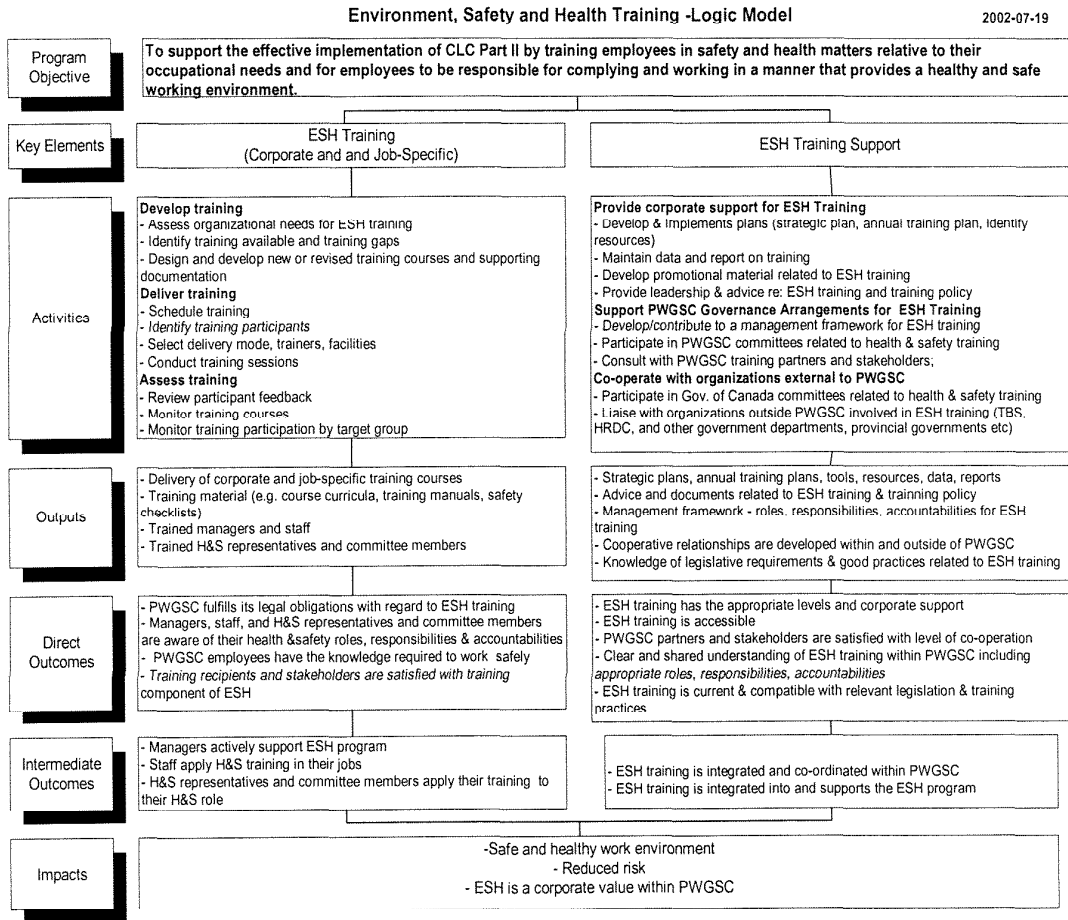 Environment, Safety and Health Training -Logic Model
2002-07-19
Program
Objective
To support the effective implementation of CLC Part II by training employees in safety and health matters relative to their
occupational needs and for employees to be responsible for complying and working in a manner that provides a healthy and safe
working environment.
Key Elements
ESH Training
(Corporate and and Job-Specific)
ESH Training Support
Activities
Develop training
- Assess organizational needs for ESH training
- Identify training available and training gaps
- Design and develop new or revised training courses and supporting
documentation
Deliver training
- Schedule training
- Identify training participants
- Select delivery mode, trainers, facilities
- Conduct training sessions
Assess training
- Review participant feedback
- Monitor training courses
- Monitor training participation by target group
Provide corporate support for ESH Training
- Develop & Implements plans (strategic plan, annual training plan, identify
resources)
- Maintain data and report on training
- Develop promotional material related to ESH training
- Provide leadership & advice re: ESH training and training policy
Support PWGSC Governance Arrangements for ESH Training
- Develop/contribute to a management framework for ESH training
- Participate in PWGSC committees related to health & safety training
- Consult with PWGSC training partners and stakeholders;
Co-operate with organizations external to PWGSC
- Participate in Gov. of Canada committees related to health & safety training
- Liaise with organizations outside PWGSC involved in ESH training (TBS,
HRDC, and other government departments, provincial governments etc)
Outputs
- Delivery of corporate and job-specific training courses
- Training material (e.g. course curricula, training manuals, safety
checklists)
- Trained managers and staff
- Trained H&S representatives and committee members
- Strategic plans, annual training plans, tools, resources, data, reports
- Advice and documents related to ESH training & trainning policy
- Management framework - roles, responsibilities, accountabilities for ESH
training
- Cooperative relationships are developed within and outside of PWGSC
- Knowledge of legislative requirements & good practices related to ESH training
Direct
Outcomes
- PWGSC fulfills its legal obligations with regard to ESH training
- Managers, staff, and H&S representatives and committee members
are aware of their health &safety roles, responsibilities & accountabilities
- PWGSC employees have the knowledge required to work safely
- Training recipients and stakeholders are satisfied with training
component of ESH
- ESH training has the appropriate levels and corporate support
- ESH training is accessible
- PWGSC partners and stakeholders are satisfied with level of co-operation
- Clear and shared understanding of ESH training within PWGSC including
appropriate roles, responsibilities, accountabilities
- ESH training is current & compatible with relevant legislation & training
practices
Intermediate
Outcomes
- Managers actively support ESH program
- Staff apply H&S training in their jobs
- H&S representatives and committee members apply their training to
their H&S role
- ESH training is integrated and co-ordinated within PWGSC
- ESH training is integrated into and supports the ESH program
Impacts
-Safe and healthy work environment
- Reduced risk
- ESH is a corporate value within PWGSC